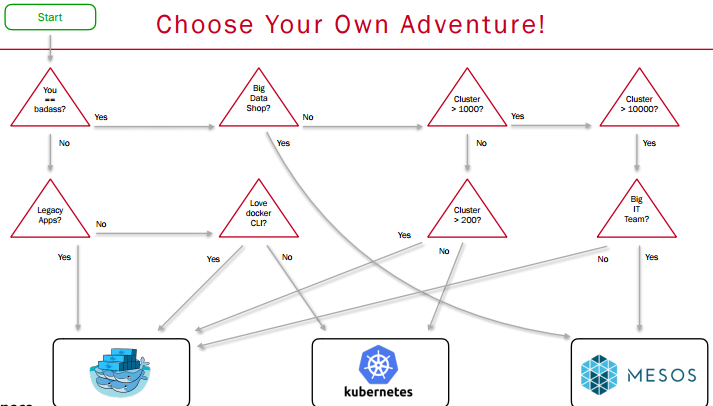 Start
Choose Your Own Adventure!
You
==
badass?
Yes
Big
Data
Shop?
No
Cluster
> 1000?
Yes
Cluster
> 10000?
No
Yes
No
Yes
Legacy
Apps?
No
Love
docker
CLI?
Cluster
> 200?
Big
IT
Team?
Yes
Yes
No
Yes
No
No
Yes
kubernetes
MESOS